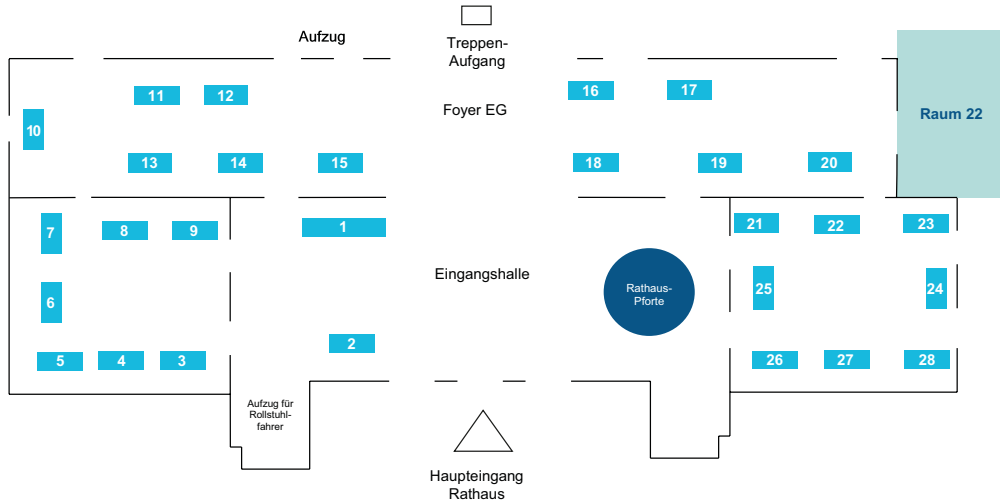 Aufzug
Treppen-
Aufgang
16
17
11
12
Foyer EG
Raum 22
10
13
14
15
18
19
20
7
8
9
1
21
22
23
Eingangshalle
Rathaus-
Pforte
6
25
24
2
5
4
3
26
27
28
Aufzug für
Rollstuhl-
fahrer
Haupteingang
Rathaus